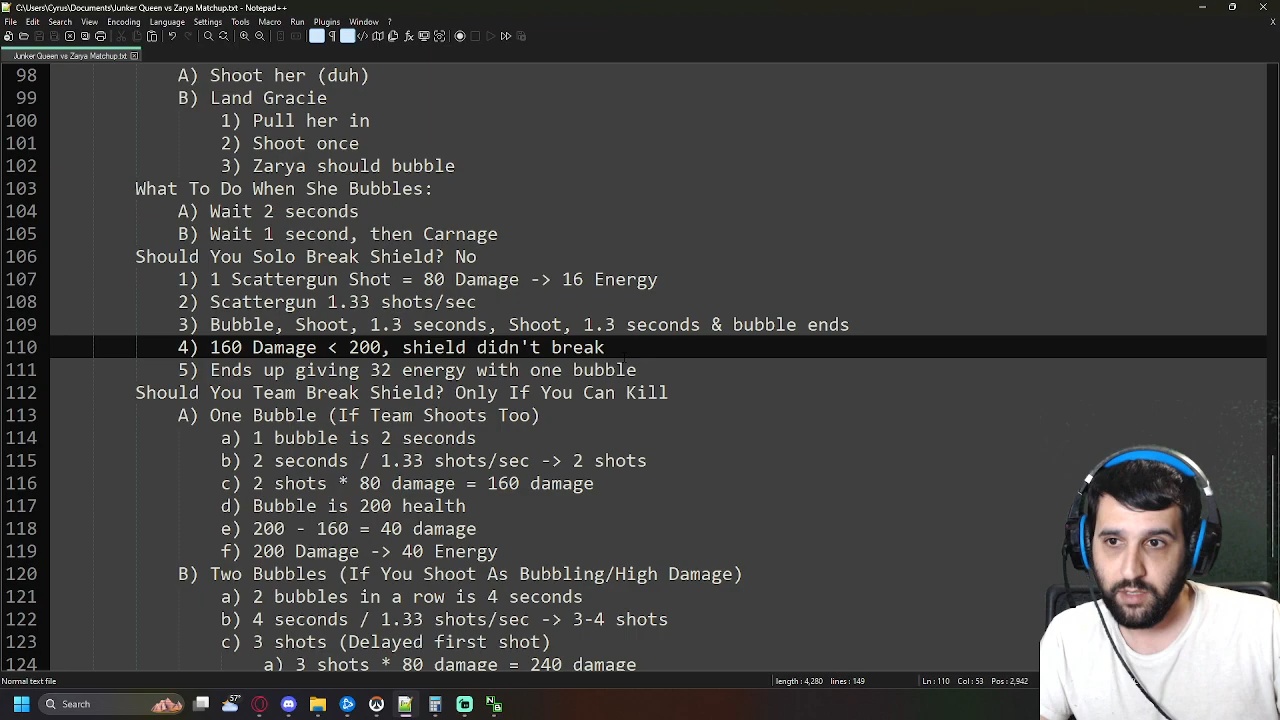 C:\Users\Cyrus\Documents\Junker Queen vs Zarya Matchup.txt - Notepad++
File Edit Search View Encoding Language Settings Tools Macro Run Plugins Window ?
Junker Queen vs Zarya Matchup.txt
98 A) Shoot her (duh)
99 B) Land Gracie
100 1) Pull her in
101 2) Shoot once
102 3) Zarya should bubble
103 What To Do When She Bubbles:
104 A) Wait 2 seconds
105 B) Wait 1 second, then Carnage
106 Should You Solo Break Shield? No
107 1) 1 Scattergun Shot = 80 Damage -> 16 Energy
108 2) Scattergun 1.33 shots/sec
109 3) Bubble, Shoot, 1.3 seconds, Shoot, 1.3 seconds & bubble ends
110 4) 160 Damage < 200, shield didn't break
111 5) Ends up giving 32 energy with one bubble
112 Should You Team Break Shield? Only If You Can Kill
113 A) One Bubble (If Team Shoots Too)
114 a) 1 bubble is 2 seconds
115 b) 2 seconds / 1.33 shots/sec -> 2 shots
116 c) 2 shots * 80 damage = 160 damage
117 d) Bubble is 200 health
118 e) 200 - 160 = 40 damage
119 f) 200 Damage -> 40 Energy
120 B) Two Bubbles (If You Shoot As Bubbling/High Damage)
121 a) 2 bubbles in a row is 4 seconds
122 b) 4 seconds / 1.33 shots/sec -> 3-4 shots
123 c) 3 shots (Delayed first shot)
124 a) 3 shots * 80 damage = 240 damage
Normal text file length : 4,280 lines : 149 Ln : 110 Col : 53 Pos : 2,942
Search